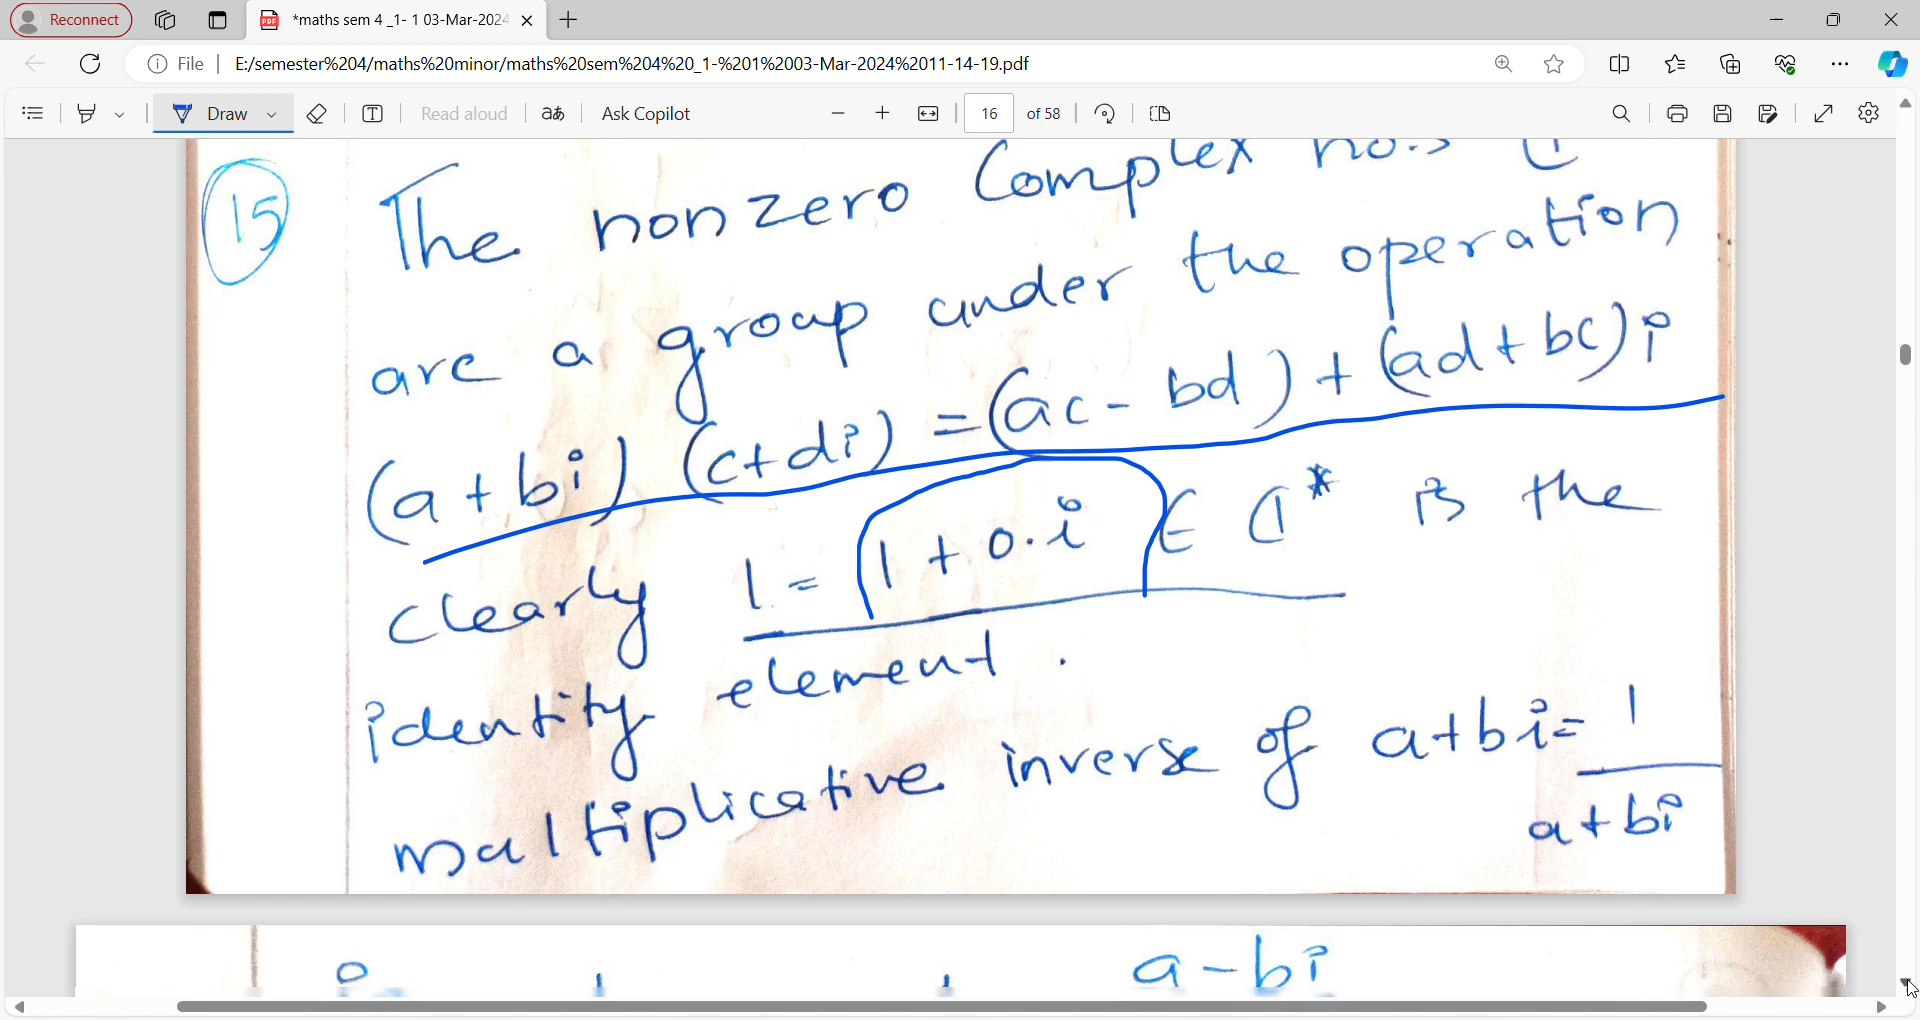 Reconnect
*maths sem 4 _1- 1 03-Mar-2024
File
E:/semester%204/maths%20minor/maths%20sem%204%20_1-%201%2003-Mar-2024%2011-14-19.pdf
Draw
Read aloud
aあ
Ask Copilot
16 of 58
15
The nonzero Complex no.s
are a group under the operation
(a+bi) (c+di) =(ac-bd)+(ad+bc)i
clearly 1 = 1+0.i ∈ ℂ* is the
identity element.
multiplicative inverse of a+bi= 1
a+bi
a-bi